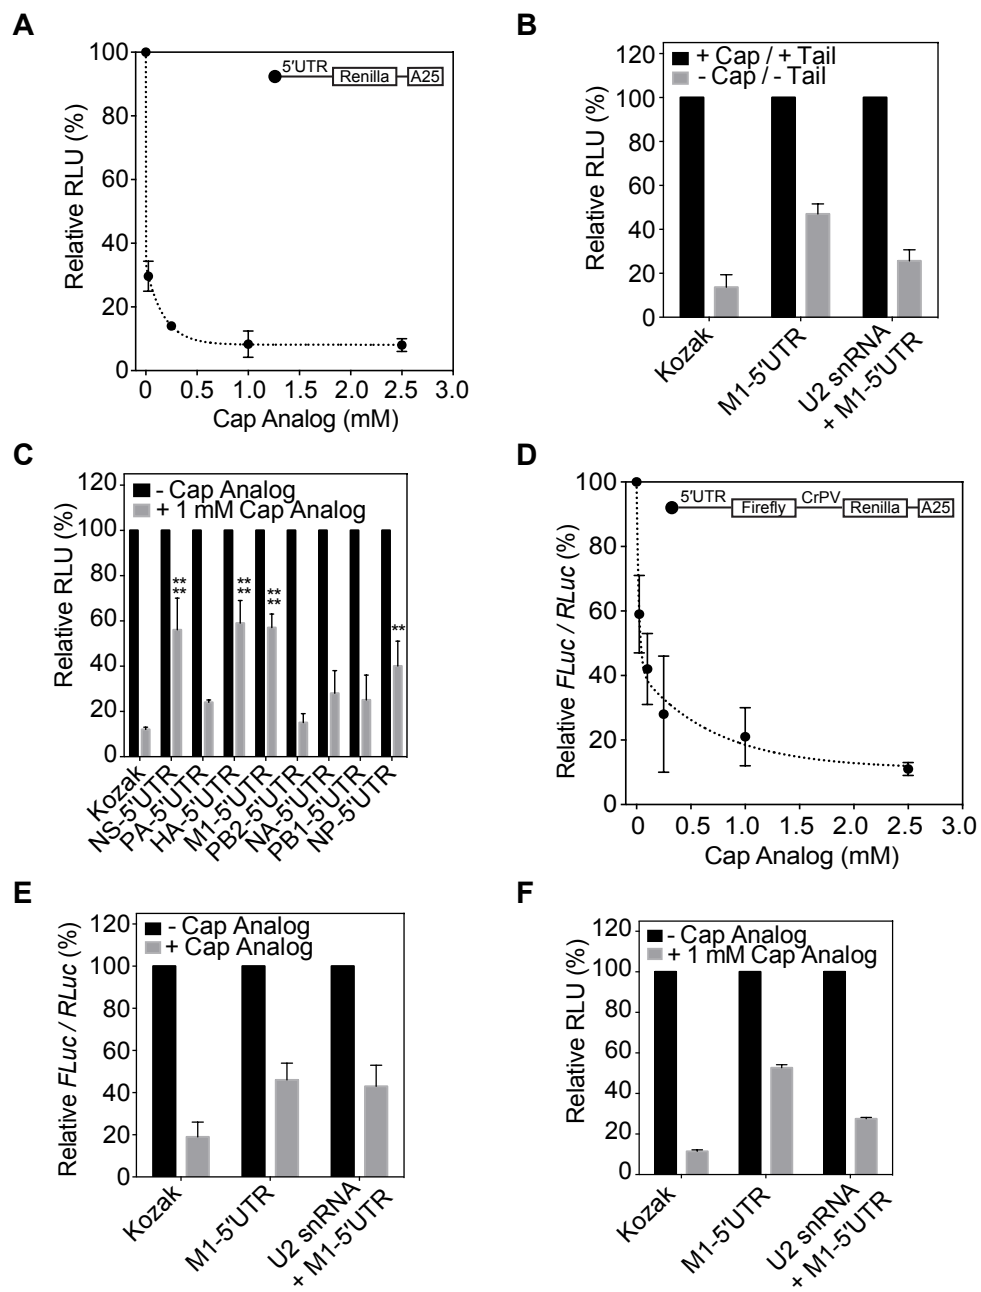 A
Relative RLU (%)
100
80
60
40
20
0
5′UTR
Renilla
A25
0 0.5 1.0 1.5 2.0 2.5 3.0
Cap Analog (mM)
B
Relative RLU (%)
120
100
80
60
40
20
0
+ Cap / + Tail
- Cap / - Tail
Kozak
M1-5′UTR
U2 snRNA
+ M1-5′UTR
C
Relative RLU (%)
120
100
80
60
40
20
0
- Cap Analog
+ 1 mM Cap Analog
**
**
**
**
**
**
**
Kozak
NS-5′UTR
PA-5′UTR
HA-5′UTR
M1-5′UTR
PB2-5′UTR
NA-5′UTR
PB1-5′UTR
NP-5′UTR
D
Relative FLuc / RLuc (%)
100
80
60
40
20
0
5′UTR
Firefly
CrPV
Renilla
A25
0 0.5 1.0 1.5 2.0 2.5 3.0
Cap Analog (mM)
E
Relative FLuc / RLuc (%)
120
100
80
60
40
20
0
- Cap Analog
+ Cap Analog
Kozak
M1-5′UTR
U2 snRNA
+ M1-5′UTR
F
Relative RLU (%)
120
100
80
60
40
20
0
- Cap Analog
+ 1 mM Cap Analog
Kozak
M1-5′UTR
U2 snRNA
+ M1-5′UTR